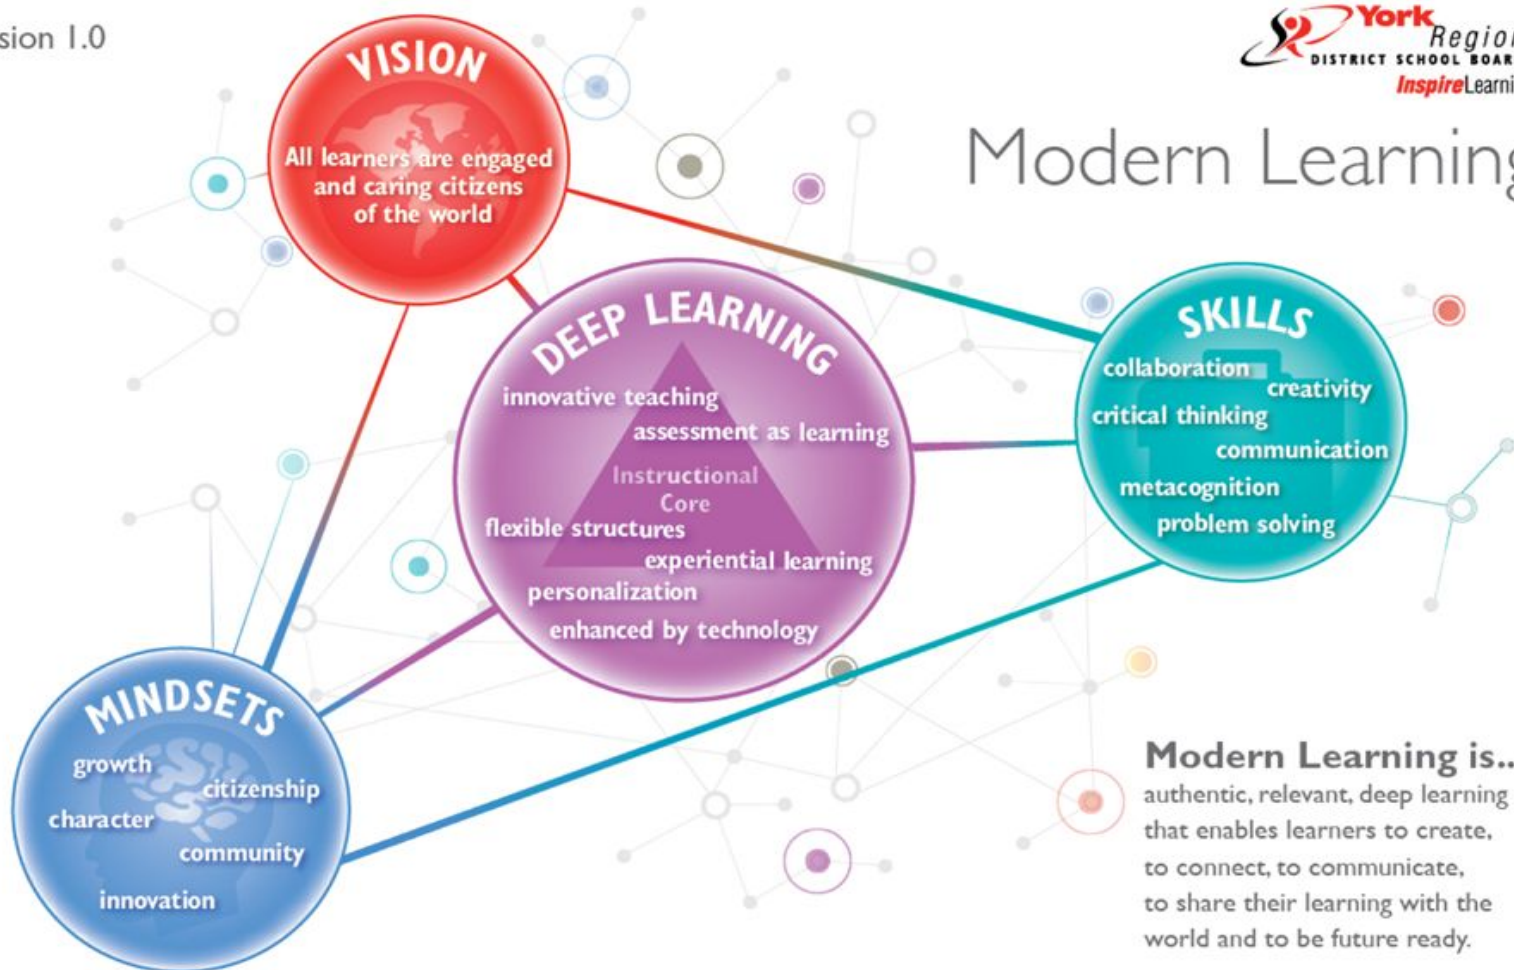 sion 1.0
York
Region
DISTRICT SCHOOL BOAR
InspireLearni
Modern Learning
VISION
All learners are engaged
and caring citizens
of the world
DEEP LEARNING
innovative teaching
assessment as learning
Instructional
Core
flexible structures
experiential learning
personalization
enhanced by technology
SKILLS
collaboration
creativity
critical thinking
communication
metacognition
problem solving
MINDSETS
growth
citizenship
character
community
innovation
Modern Learning is..
authentic, relevant, deep learning
that enables learners to create,
to connect, to communicate,
to share their learning with the
world and to be future ready.